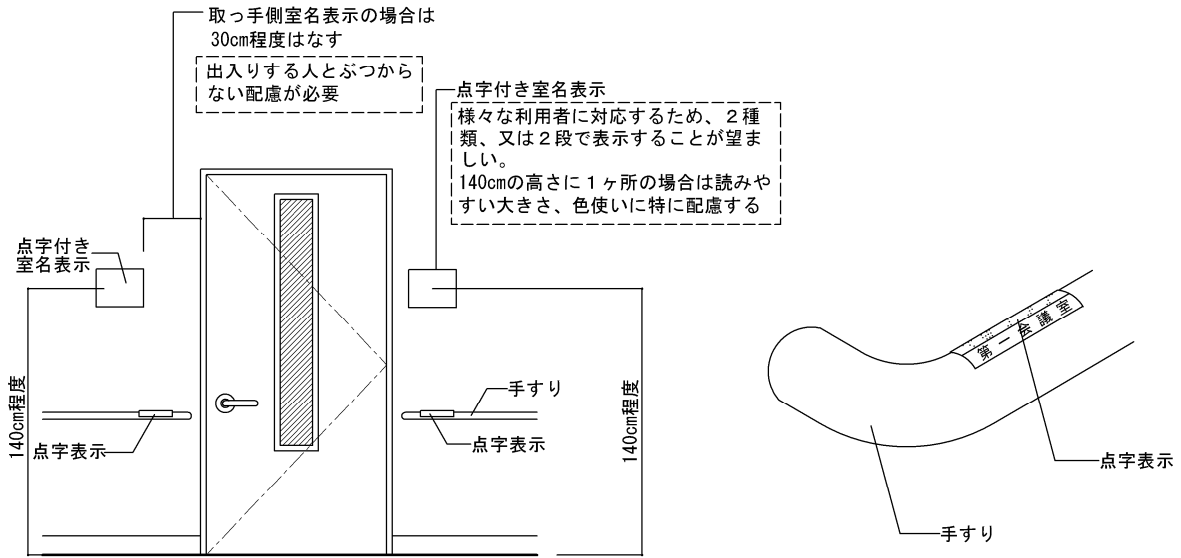 取っ手側室名表示の場合は
30cm程度はなす
出入りする人とぶつから
ない配慮が必要
点字付き室名表示
様々な利用者に対応するため、２種
類、又は２段で表示することが望ま
しい。
140cmの高さに１ヶ所の場合は読みや
すい大きさ、色使いに特に配慮する
点字付き
室名表示
140cm程度
点字表示
手すり
点字表示
140cm程度
第一会議室
点字表示
手すり